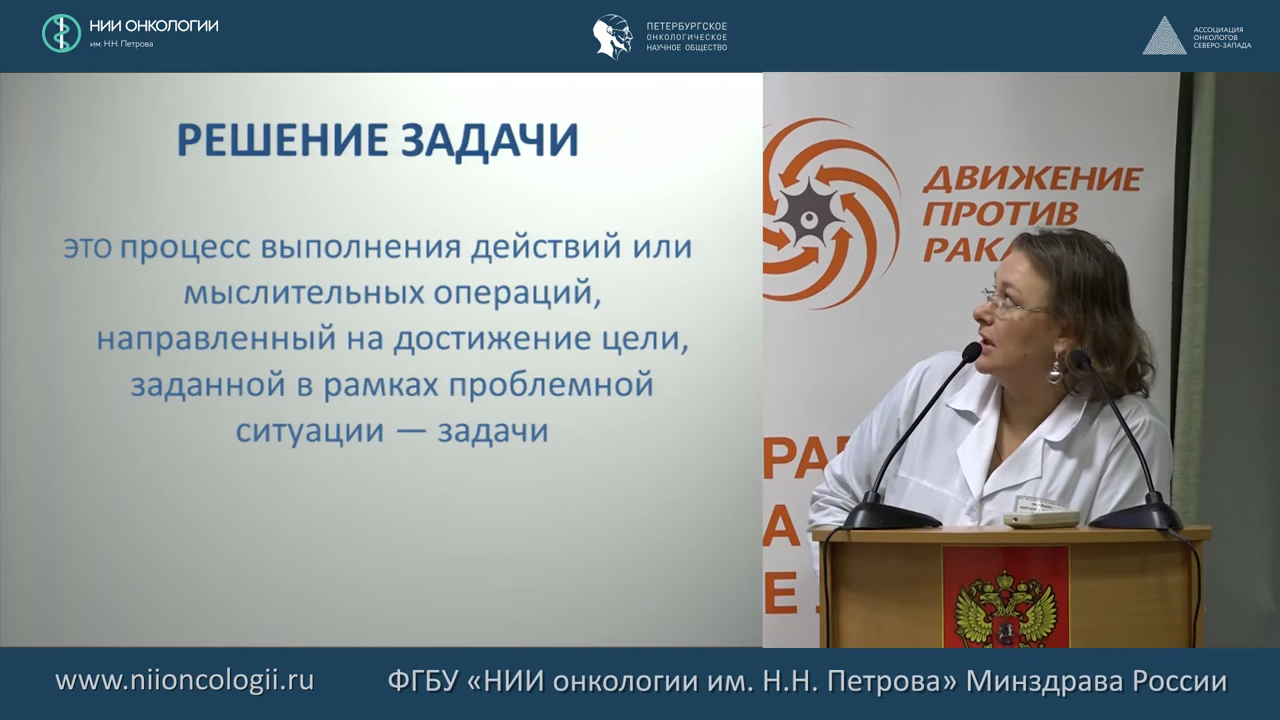 НИИ ОНКОЛОГИИ
им. Н.Н. Петрова
ПЕТЕРБУРГСКОЕ
ОНКОЛОГИЧЕСКОЕ
НАУЧНОЕ ОБЩЕСТВО
АССОЦИАЦИЯ
ОНКОЛОГОВ
СЕВЕРО-ЗАПАДА
РЕШЕНИЕ ЗАДАЧИ
это процесс выполнения действий или
мыслительных операций,
направленный на достижение цели,
заданной в рамках проблемной
ситуации — задачи
ДВИЖЕНИЕ
ПРОТИВ
РАКА
РА
А
Е
www.niioncologii.ru
ФГБУ «НИИ онкологии им. Н.Н. Петрова» Минздрава России